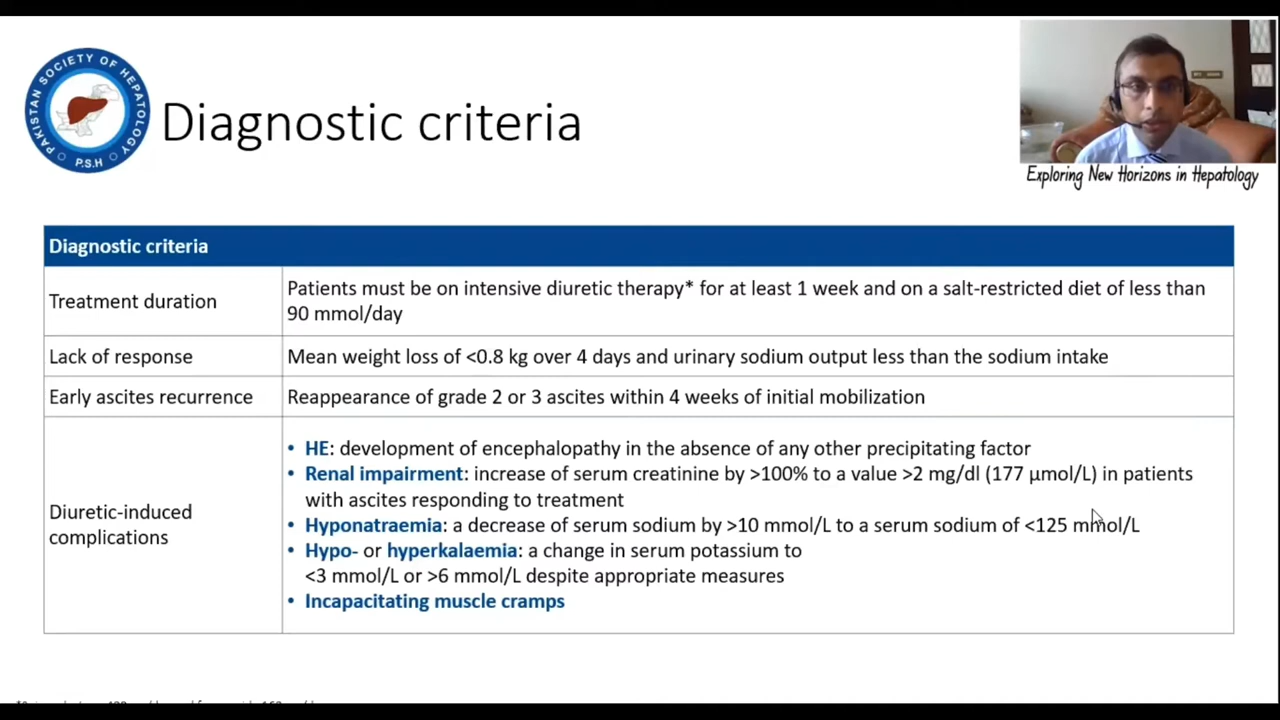 PAKISTAN SOCIETY OF HEPATOLOGY
P.S.H
Diagnostic criteria
Exploring New Horizons in Hepatology
Diagnostic criteria
Treatment duration
Patients must be on intensive diuretic therapy* for at least 1 week and on a salt-restricted diet of less than
90 mmol/day
Lack of response
Mean weight loss of <0.8 kg over 4 days and urinary sodium output less than the sodium intake
Early ascites recurrence
Reappearance of grade 2 or 3 ascites within 4 weeks of initial mobilization
Diuretic-induced
complications
• HE: development of encephalopathy in the absence of any other precipitating factor
• Renal impairment: increase of serum creatinine by >100% to a value >2 mg/dl (177 µmol/L) in patients
with ascites responding to treatment
• Hyponatraemia: a decrease of serum sodium by >10 mmol/L to a serum sodium of <125 mmol/L
• Hypo- or hyperkalaemia: a change in serum potassium to
<3 mmol/L or >6 mmol/L despite appropriate measures
• Incapacitating muscle cramps